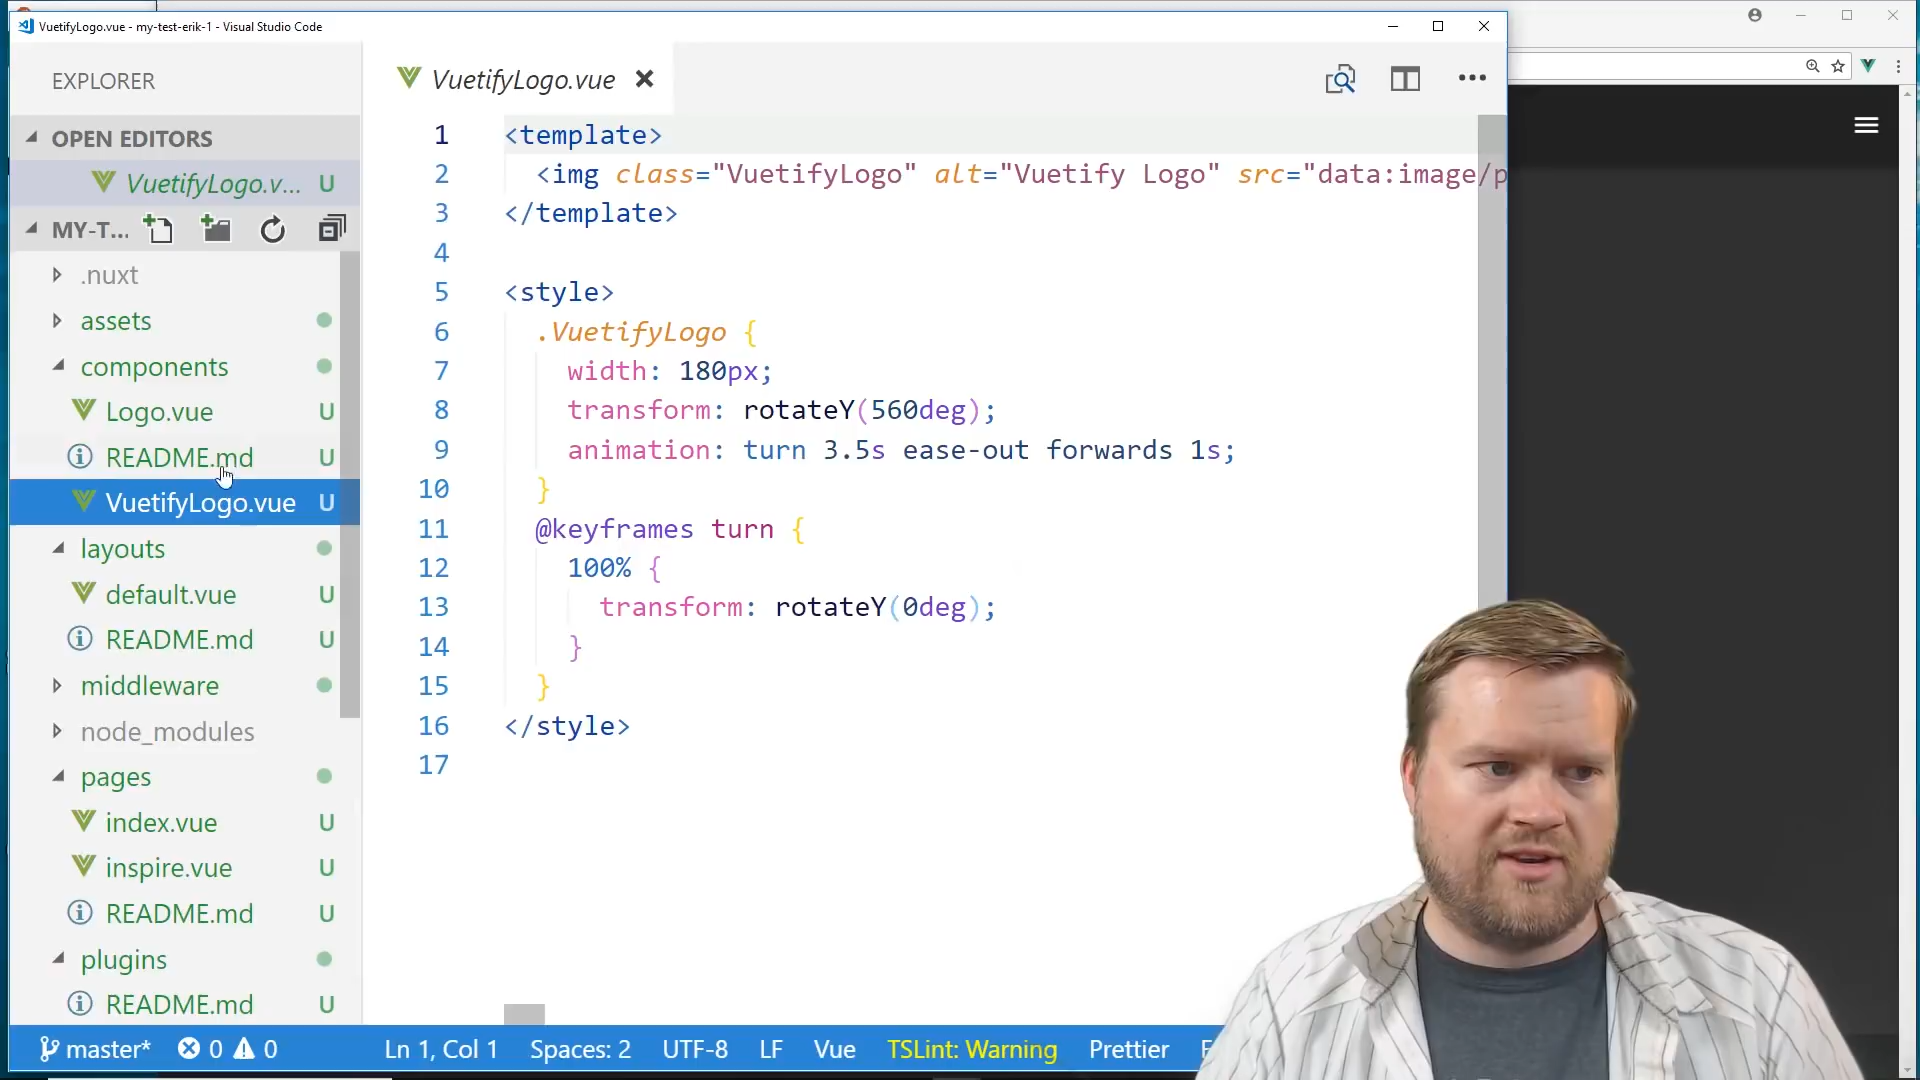 VuetifyLogo.vue - my-test-erik-1 - Visual Studio Code
EXPLORER
OPEN EDITORS
VuetifyLogo.v... U
MY-T...
.nuxt
assets
components
Logo.vue U
README.md U
VuetifyLogo.vue U
layouts
default.vue U
README.md U
middleware
node_modules
pages
index.vue U
inspire.vue U
README.md U
plugins
README.md U
VuetifyLogo.vue
1 <template>
2 <img class="VuetifyLogo" alt="Vuetify Logo" src="data:image/p
3 </template>
4
5 <style>
6 .VuetifyLogo {
7 width: 180px;
8 transform: rotateY(560deg);
9 animation: turn 3.5s ease-out forwards 1s;
10 }
11 @keyframes turn {
12 100% {
13 transform: rotateY(0deg);
14 }
15 }
16 </style>
17
master* 0 0 Ln 1, Col 1 Spaces: 2 UTF-8 LF Vue TSLint: Warning Prettier